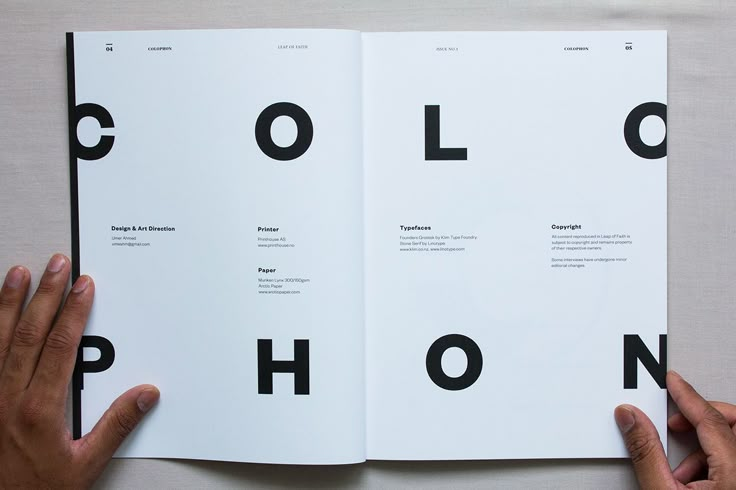 04 COLOPHON LEAP OF FAITH ISSUE NO.1 COLOPHON 05
C O L O
Design & Art Direction
Umer Ahmed
umerahm@gmail.com
Printer
Printhouse AS
www.printhouse.no
Paper
Munken Lynx 300/150gsm
Arctic Paper
www.arcticpaper.com
Typefaces
Founders Grotesk by Klim Type Foundry
Stone Serif by Linotype
www.klim.co.nz, www.linotype.com
Copyright
All content reproduced in Leap of Faith is
subject to copyright and remains property
of their respective owners.
Some interviews have undergone minor
editorial changes.
P H O N